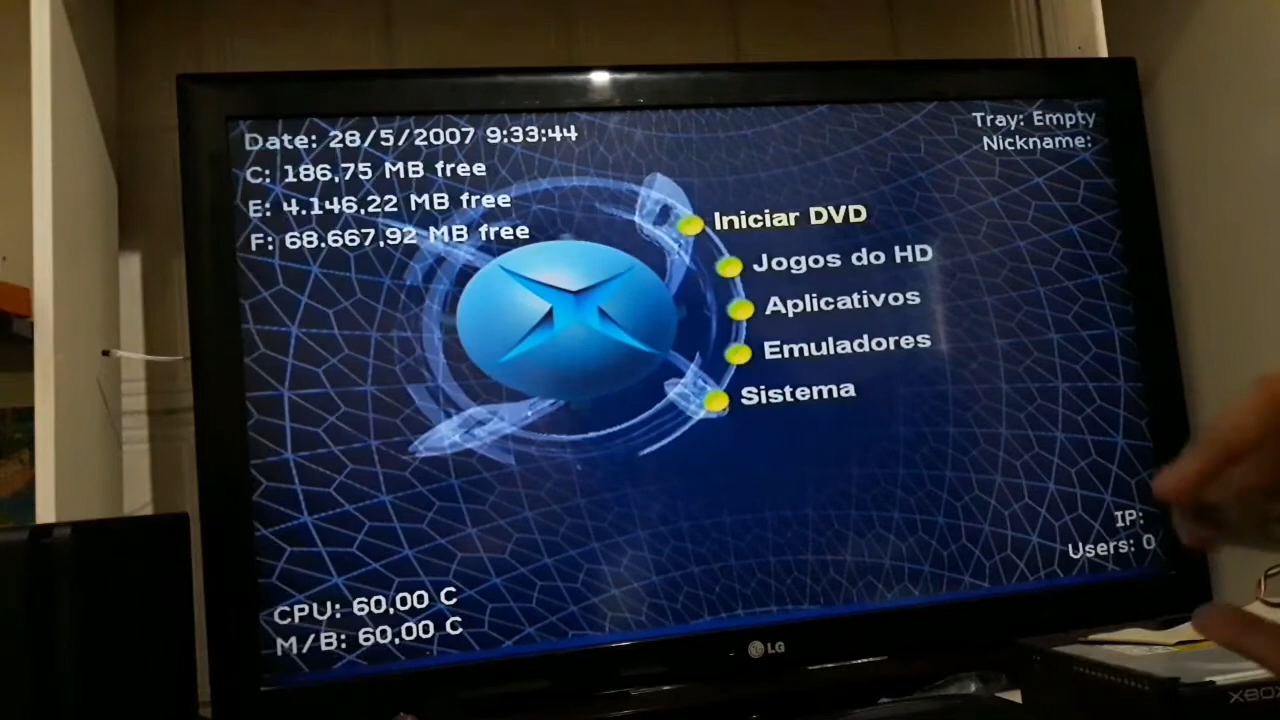 Date: 28/5/2007 9:33:44
C: 186,75 MB free
E: 4.146,22 MB free
F: 68.667,92 MB free
Tray: Empty
Nickname:
Iniciar DVD
Jogos do HD
Aplicativos
Emuladores
Sistema
IP:
Users: 0
CPU: 60,00 C
M/B: 60,00 C
LG
XBOX